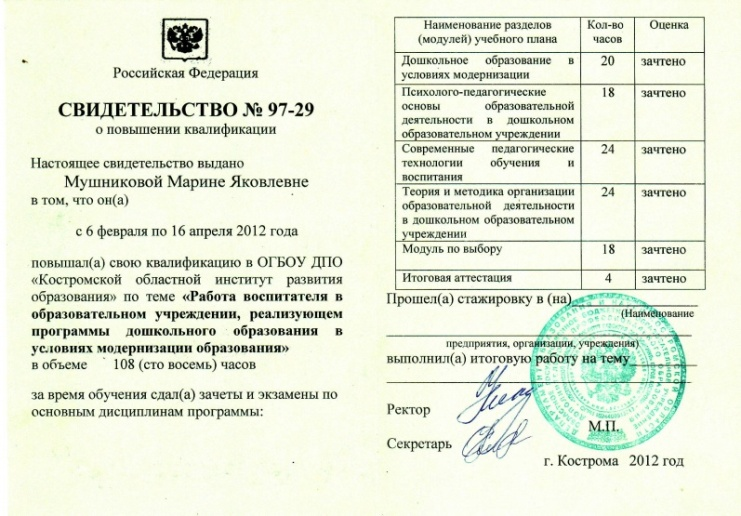 Российская Федерация
СВИДЕТЕЛЬСТВО № 97-29
о повышении квалификации
Настоящее свидетельство выдано
Мушниковой Марине Яковлевне
в том, что он(а)
с 6 февраля по 16 апреля 2012 года
повышал(а) свою квалификацию в ОГБОУ ДПО
«Костромской областной институт развития
образования» по теме «Работа воспитателя в
образовательном учреждении, реализующем
программы дошкольного образования в
условиях модернизации образования»
в объеме 108 (сто восемь) часов
за время обучения сдал(а) зачеты и экзамены по
основным дисциплинам программы:
Наименование разделов (модулей) учебного плана Кол-во часов Оценка
Дошкольное образование в 20 зачтено
условиях модернизации
Психолого-педагогические 18 зачтено
основы образовательной
деятельности в дошкольном
образовательном учреждении
Современные педагогические 24 зачтено
технологии обучения и
воспитания
Теория и методика организации 24 зачтено
образовательной деятельности
в дошкольном образовательном
учреждении
Модуль по выбору 18 зачтено
Итоговая аттестация 4 зачтено
Прошел(а) стажировку в (на)
(Наименование
предприятия, организации, учреждения)
выполнил(а) итоговую работу на тему
Ректор
М.П.
Секретарь
г. Кострома 2012 год